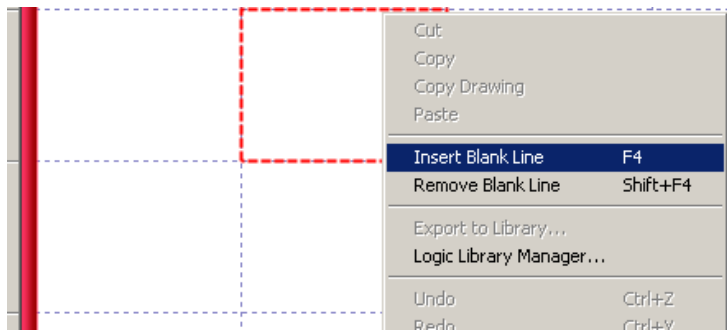 Cut
Copy
Copy Drawing
Paste
Insert Blank Line F4
Remove Blank Line Shift+F4
Export to Library...
Logic Library Manager...
Undo Ctrl+Z
Redo Ctrl+Y